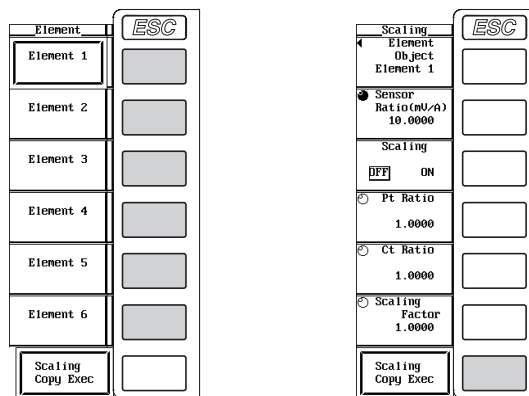 Element
ESC
Element 1
Element 2
Element 3
Element 4
Element 5
Element 6
Scaling
Copy Exec
Scaling
ESC
Element
Object
Element 1
Sensor
Ratio(mV/A)
10.0000
Scaling
OFF ON
Pt Ratio
1.0000
Ct Ratio
1.0000
Scaling
Factor
1.0000
Scaling
Copy Exec